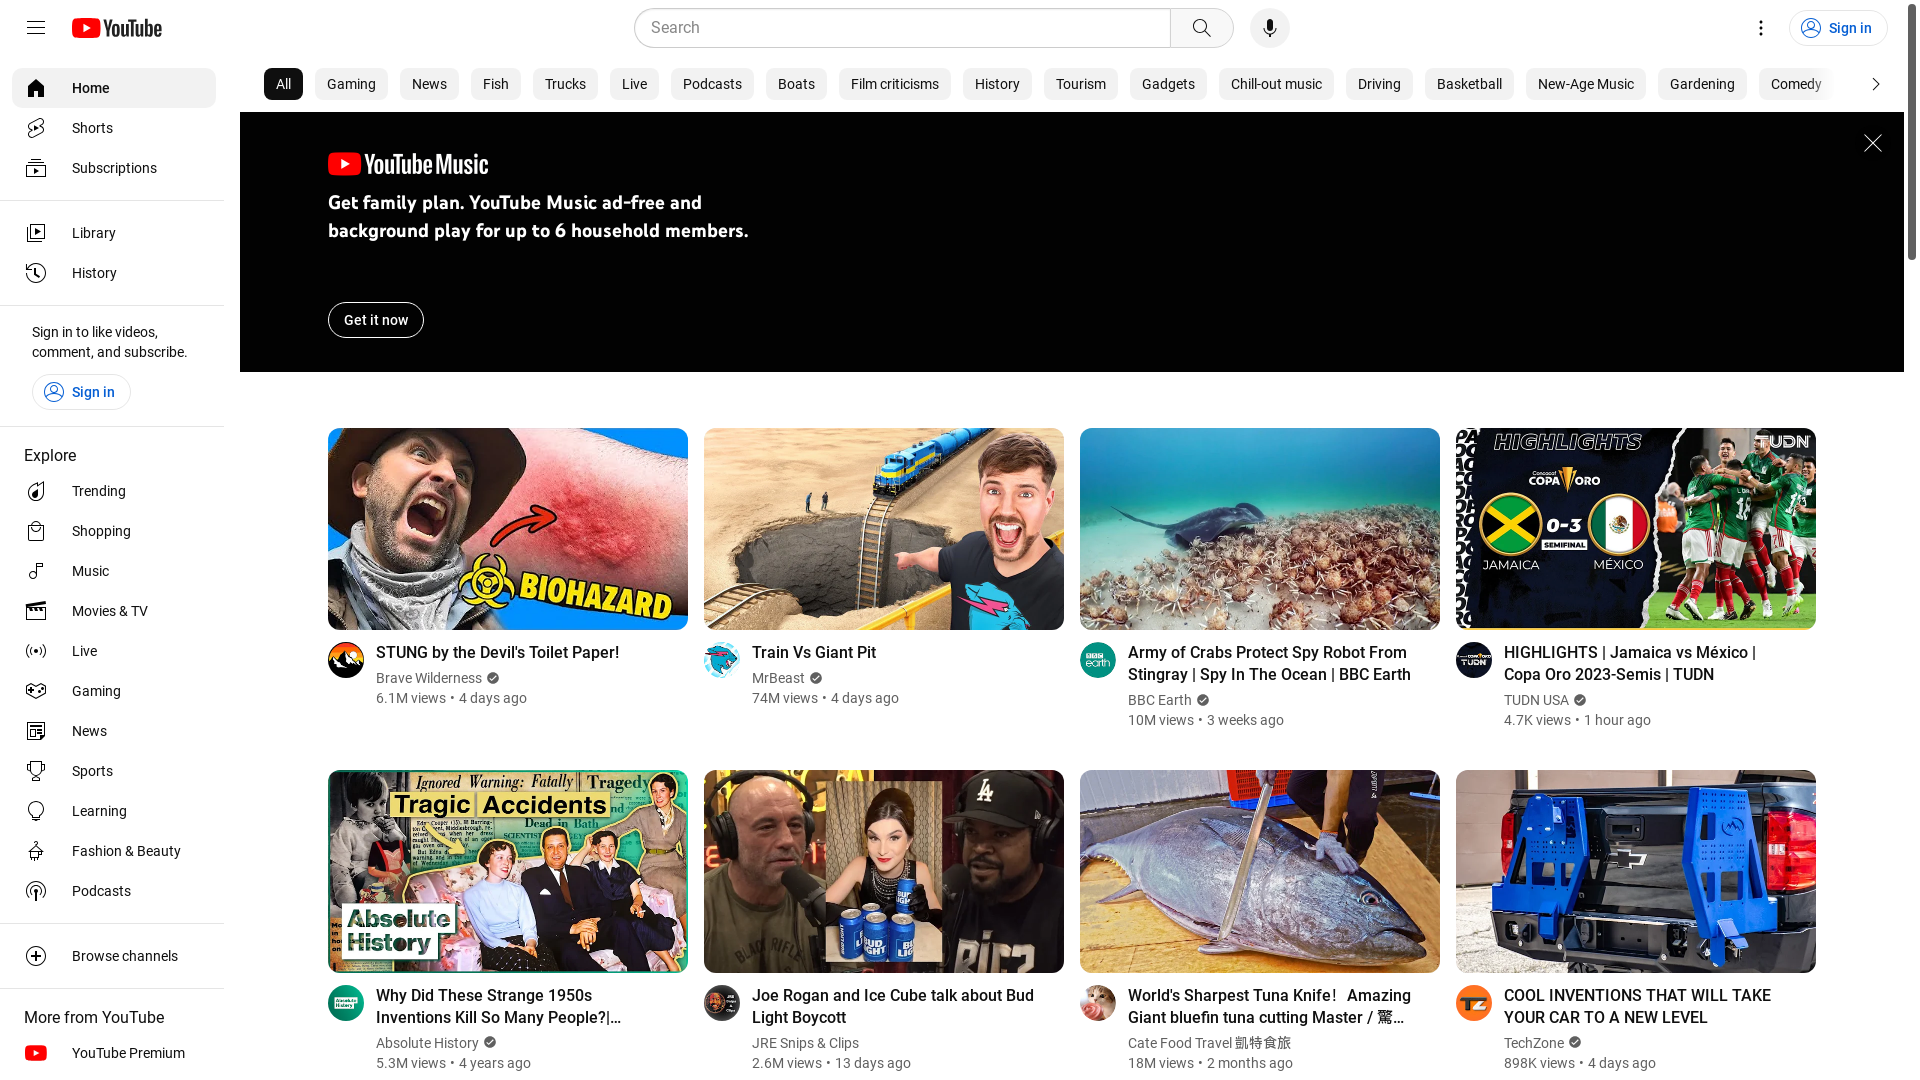 YouTube
Search
Sign in
Home
Shorts
Subscriptions
Library
History
Sign in to like videos,
comment, and subscribe.
Sign in
Explore
Trending
Shopping
Music
Movies & TV
Live
Gaming
News
Sports
Learning
Fashion & Beauty
Podcasts
Browse channels
More from YouTube
YouTube Premium
All
Gaming
News
Fish
Trucks
Live
Podcasts
Boats
Film criticisms
History
Tourism
Gadgets
Chill-out music
Driving
Basketball
New-Age Music
Gardening
Comedy
YouTube Music
Get family plan. YouTube Music ad-free and
background play for up to 6 household members.
Get it now
BIOHAZARD
STUNG by the Devil's Toilet Paper!
Brave Wilderness
6.1M views • 4 days ago
Train Vs Giant Pit
MrBeast
74M views • 4 days ago
BBC
earth
Army of Crabs Protect Spy Robot From
Stingray | Spy In The Ocean | BBC Earth
BBC Earth
10M views • 3 weeks ago
HIGHLIGHTS
TUDN
Concacaf
COPA ORO
0-3
SEMIFINAL
JAMAICA
MÉXICO
TUDN
HIGHLIGHTS | Jamaica vs México |
Copa Oro 2023-Semis | TUDN
TUDN USA
4.7K views • 1 hour ago
Ignored Warning: Fatally
Tragedy
Tragic Accidents
Dead in Bath
Absolute
History
Why Did These Strange 1950s
Inventions Kill So Many People?|...
Absolute History
5.3M views • 4 years ago
LA
BUD
LIGHT
BLACK RIFLE
Joe Rogan and Ice Cube talk about Bud
Light Boycott
JRE Snips & Clips
2.6M views • 13 days ago
World's Sharpest Tuna Knife！ Amazing
Giant bluefin tuna cutting Master / 驚...
Cate Food Travel 凱特食旅
18M views • 2 months ago
TZ
COOL INVENTIONS THAT WILL TAKE
YOUR CAR TO A NEW LEVEL
TechZone
898K views • 4 days ago